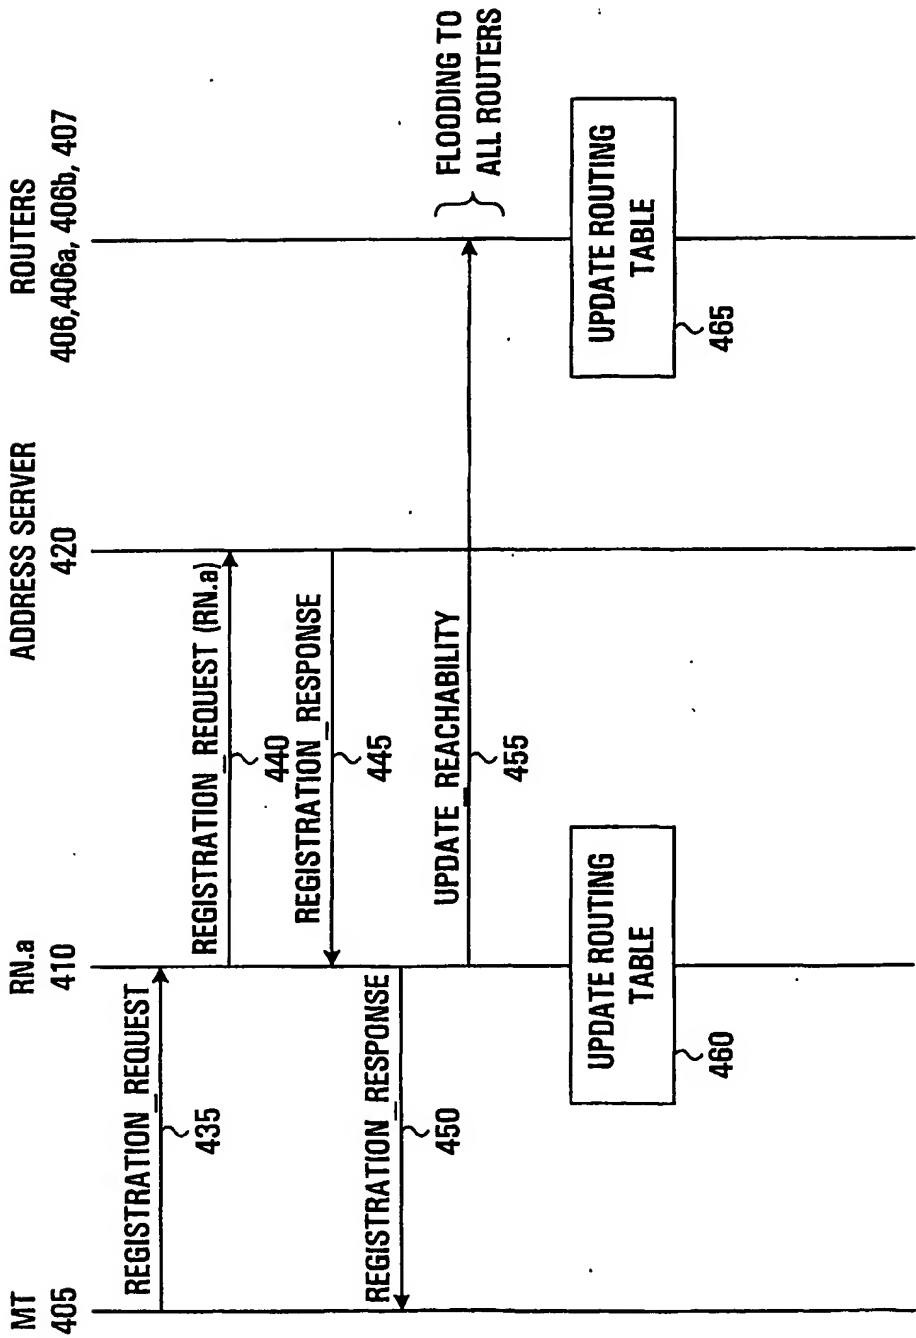 MT
405
RN.a
410
ADDRESS SERVER
420
ROUTERS
406,406a, 406b, 407
REGISTRATION_REQUEST
435
REGISTRATION_REQUEST (RN.a)
440
REGISTRATION_RESPONSE
445
REGISTRATION_RESPONSE
450
UPDATE_REACHABILITY
455
FLOODING TO
ALL ROUTERS
UPDATE ROUTING
TABLE
460
UPDATE ROUTING
TABLE
465